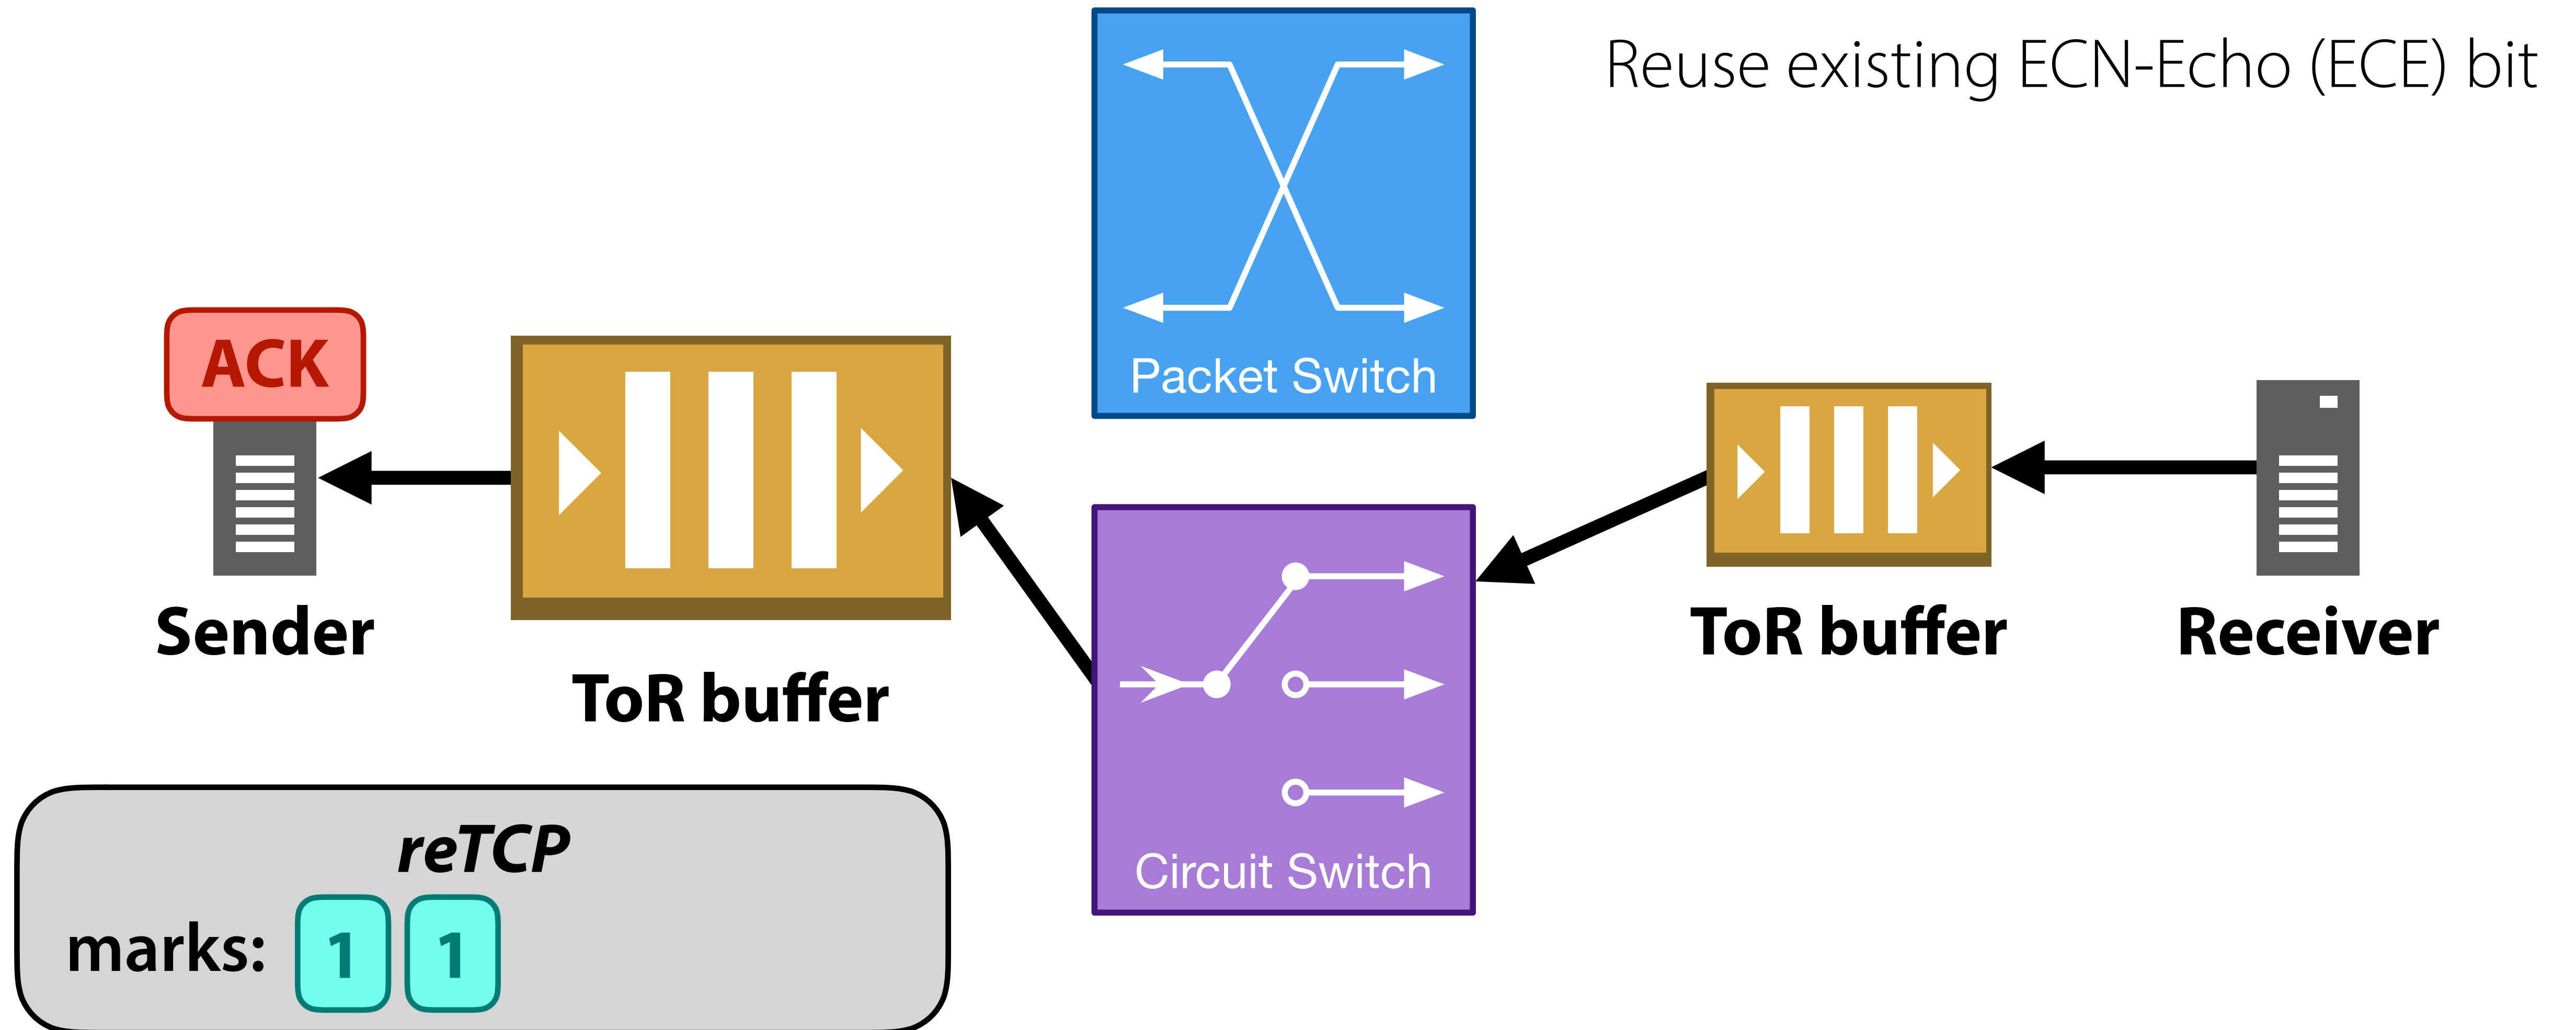 Reuse existing ECN-Echo (ECE) bit
ACK
Packet Switch
Sender
ToR buffer
ToR buffer
Receiver
Circuit Switch
reTCP
marks: 1 1